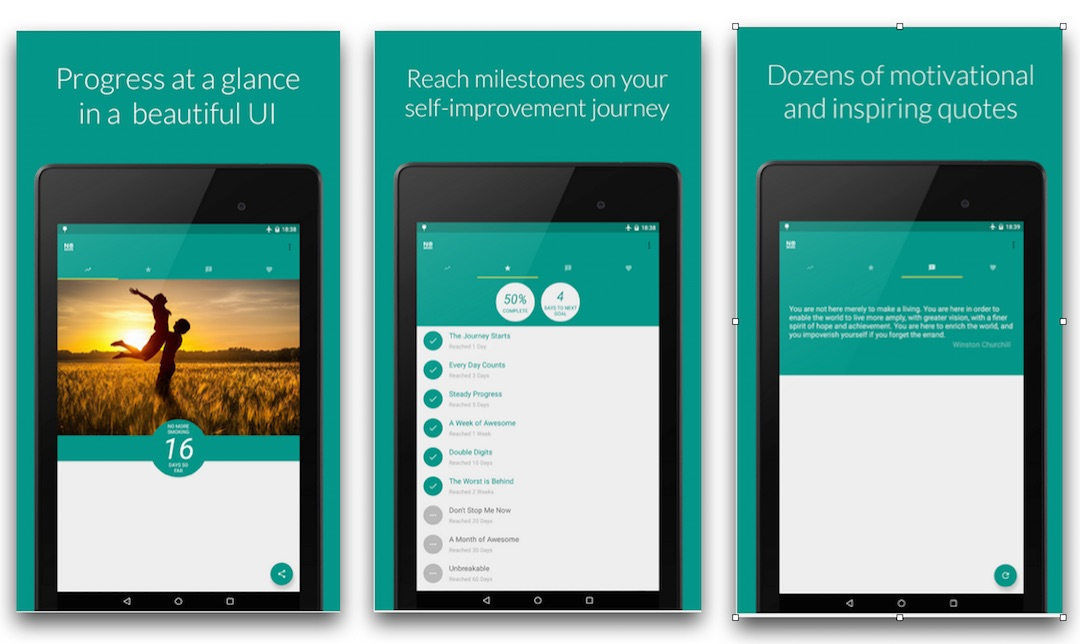 Progress at a glance
in a beautiful UI
18:38
NO MORE
SMOKING
16
DAYS SO
FAR
Reach milestones on your
self-improvement journey
18:38
50%
COMPLETE
4
DAYS TO NEXT
GOAL
The Journey Starts
Reached 1 Day
Every Day Counts
Reached 3 Days
Steady Progress
Reached 5 Days
A Week of Awesome
Reached 1 Week
Double Digits
Reached 10 Days
The Worst is Behind
Reached 2 Weeks
Don't Stop Me Now
Reached 20 Days
A Month of Awesome
Reached 30 Days
Unbreakable
Reached 60 Days
Dozens of motivational
and inspiring quotes
18:39
You are not here merely to make a living. You are here in order to
enable the world to live more amply, with greater vision, with a finer
spirit of hope and achievement. You are here to enrich the world, and
you impoverish yourself if you forget the errand.
Winston Churchill